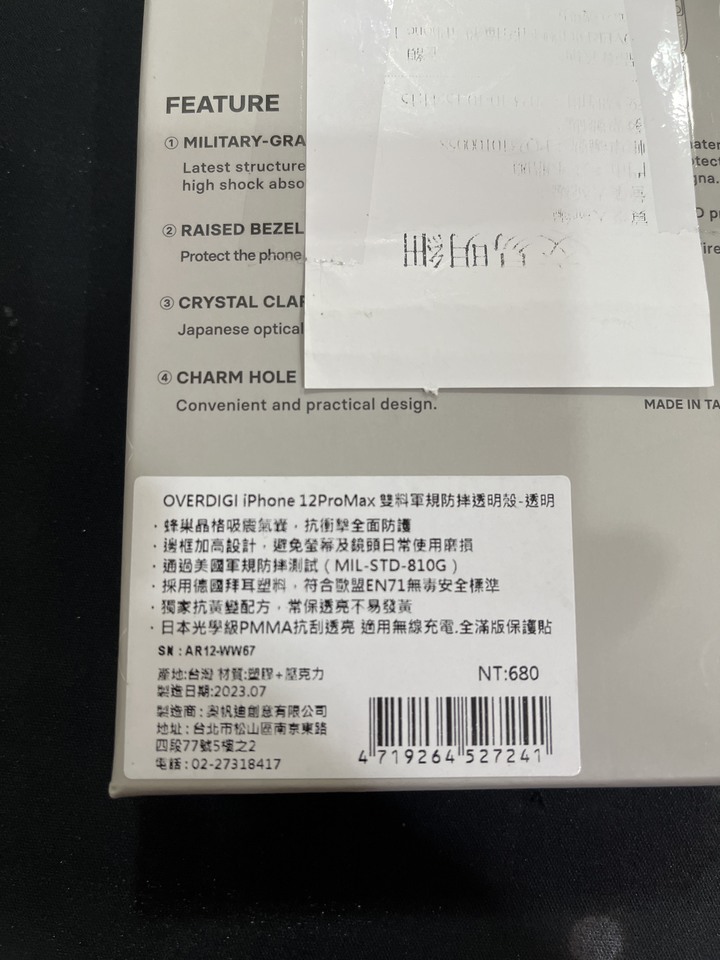 FEATURE
① MILITARY-GRA
Latest structure
high shock abso
② RAISED BEZEL
Protect the phone
③ CRYSTAL CLAR
Japanese optical
④ CHARM HOLE
Convenient and practical design.
MADE IN TA
交易明細
OVERDIGI iPhone 12ProMax 雙料軍規防摔透明殼-透明
·蜂巢晶格吸震氣囊，抗衝擊全面防護
·邊框加高設計，避免螢幕及鏡頭日常使用磨損
·通過美國軍規防摔測試（MIL-STD-810G）
·採用德國拜耳塑料，符合歐盟EN71無毒安全標準
·獨家抗黃變配方，常保透亮不易發黃
·日本光學級PMMA抗刮透亮 適用無線充電.全滿版保護貼
SN：AR12-WW67
產地:台灣 材質:塑膠+壓克力
NT:680
製造日期:2023.07
製造商：奧帆迪創意有限公司
地址：台北市松山區南京東路
四段77號5樓之2
電話：02-27318417
4 719264 527241